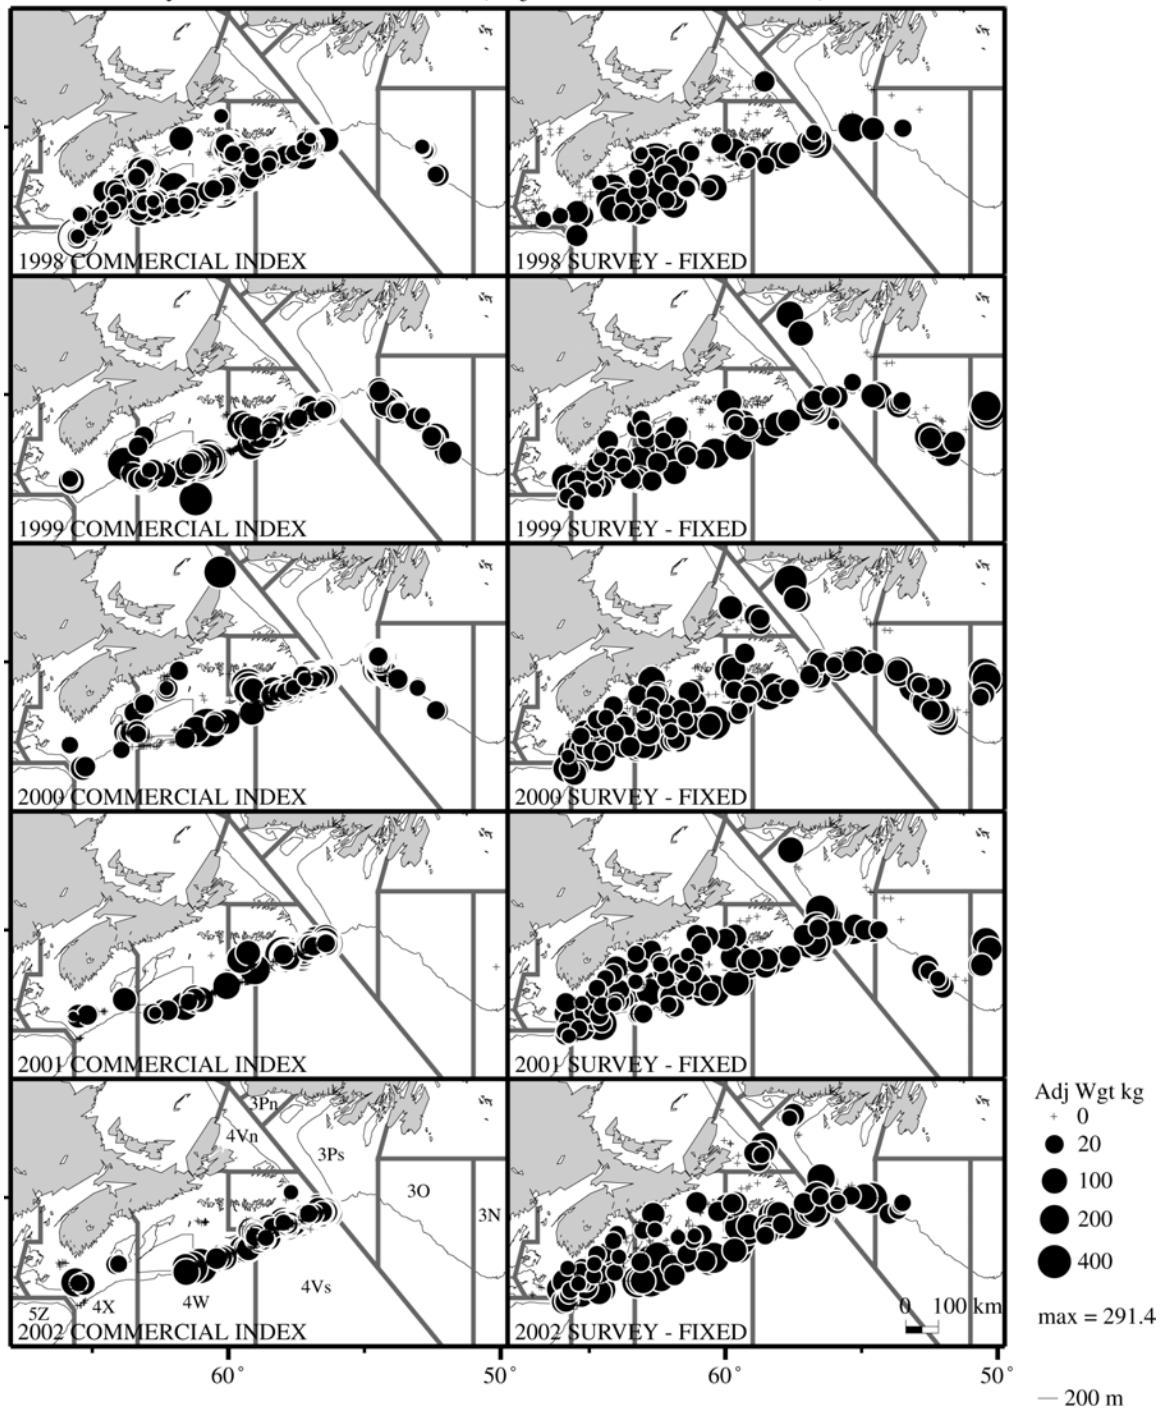 1998 COMMERCIAL INDEX
1998 SURVEY - FIXED
1999 COMMERCIAL INDEX
1999 SURVEY - FIXED
2000 COMMERCIAL INDEX
2000 SURVEY - FIXED
2001 COMMERCIAL INDEX
2001 SURVEY - FIXED
3Pn
4Vn
3Ps
3O
3N
4Vs
4W
4X
5Z
2002 COMMERCIAL INDEX
2002 SURVEY - FIXED
0 100 km
Adj Wgt kg
0
20
100
200
400
max = 291.4
200 m
60°
50°
60°
50°